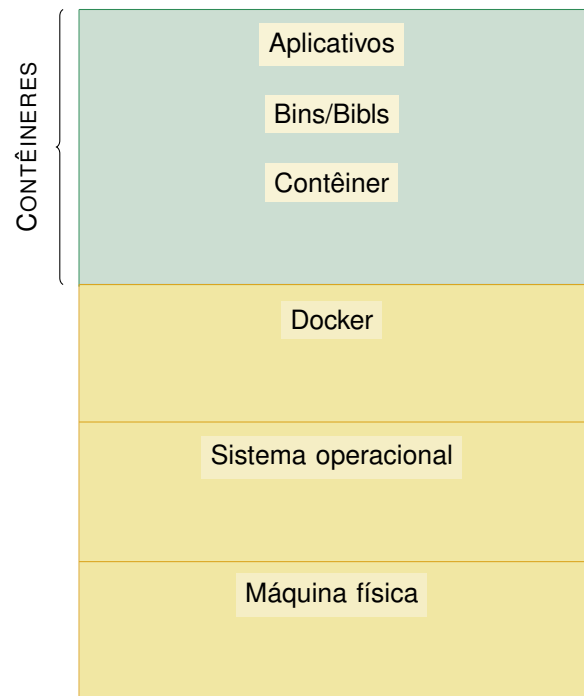 CONTÊINERES
Aplicativos
Bins/Bibls
Contêiner
Docker
Sistema operacional
Máquina física